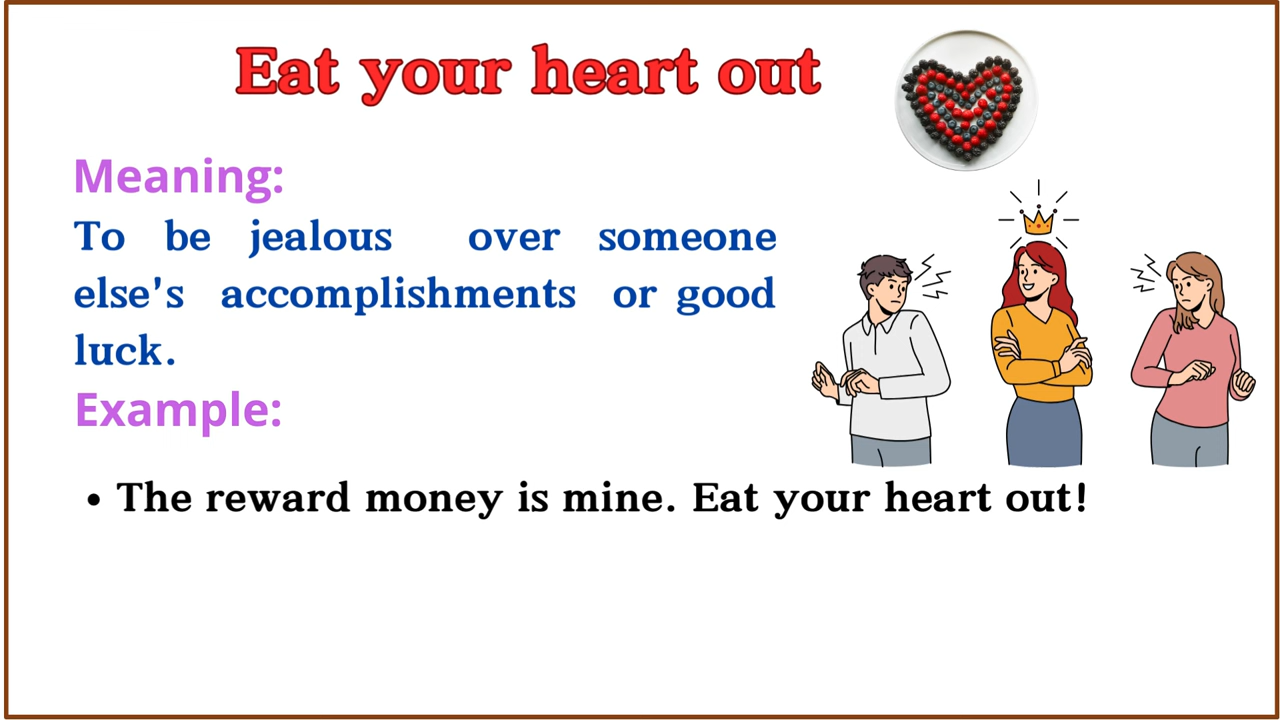 Eat your heart out
Meaning:
To be jealous over someone
else's accomplishments or good
luck.
Example:
• The reward money is mine. Eat your heart out!